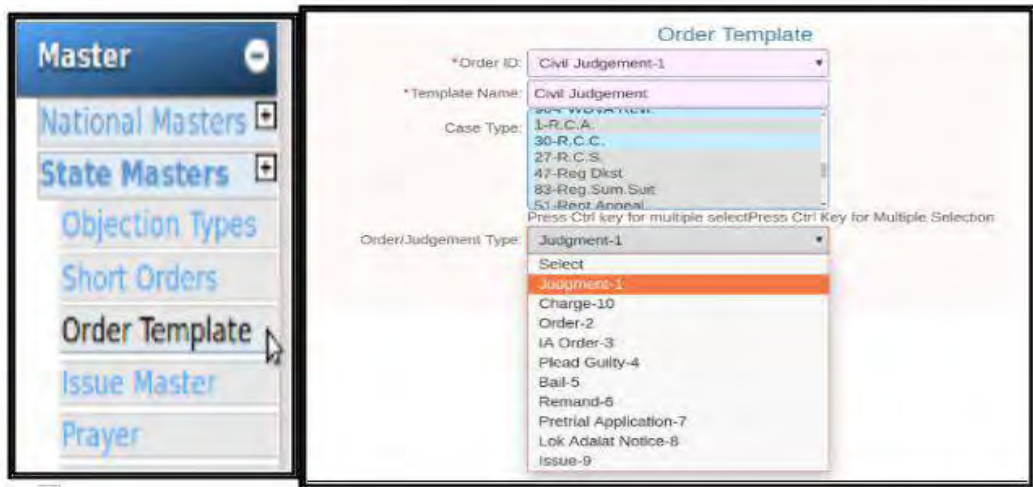 Master
National Masters
State Masters
Objection Types
Short Orders
Order Template
Issue Master
Prayer
Order Template
*Order ID: Civil Judgement-1
*Template Name: Civil Judgement
Case Type:
1-R.C.A.
30-R.C.C.
27-R.C.S.
47-Reg Dkst
83-Reg.Sum.Suit
51-Rent Appeal
Press Ctrl key for multiple selectPress Ctrl Key for Multiple Selection
Order/Judgement Type: Judgment-1
Select
Judgment-1
Charge-10
Order-2
IA Order-3
Plead Guilty-4
Bail-5
Remand-6
Pretrial Application-7
Lok Adalat Notice-8
Issue-9